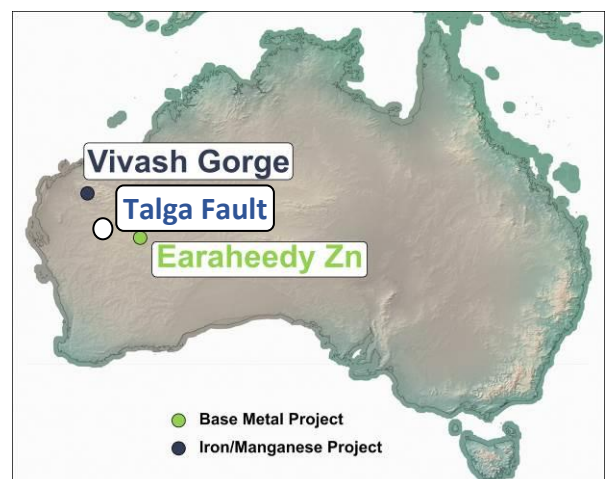 Vivash Gorge
Talga Fault
Earaheedy Zn
Base Metal Project
Iron/Manganese Project